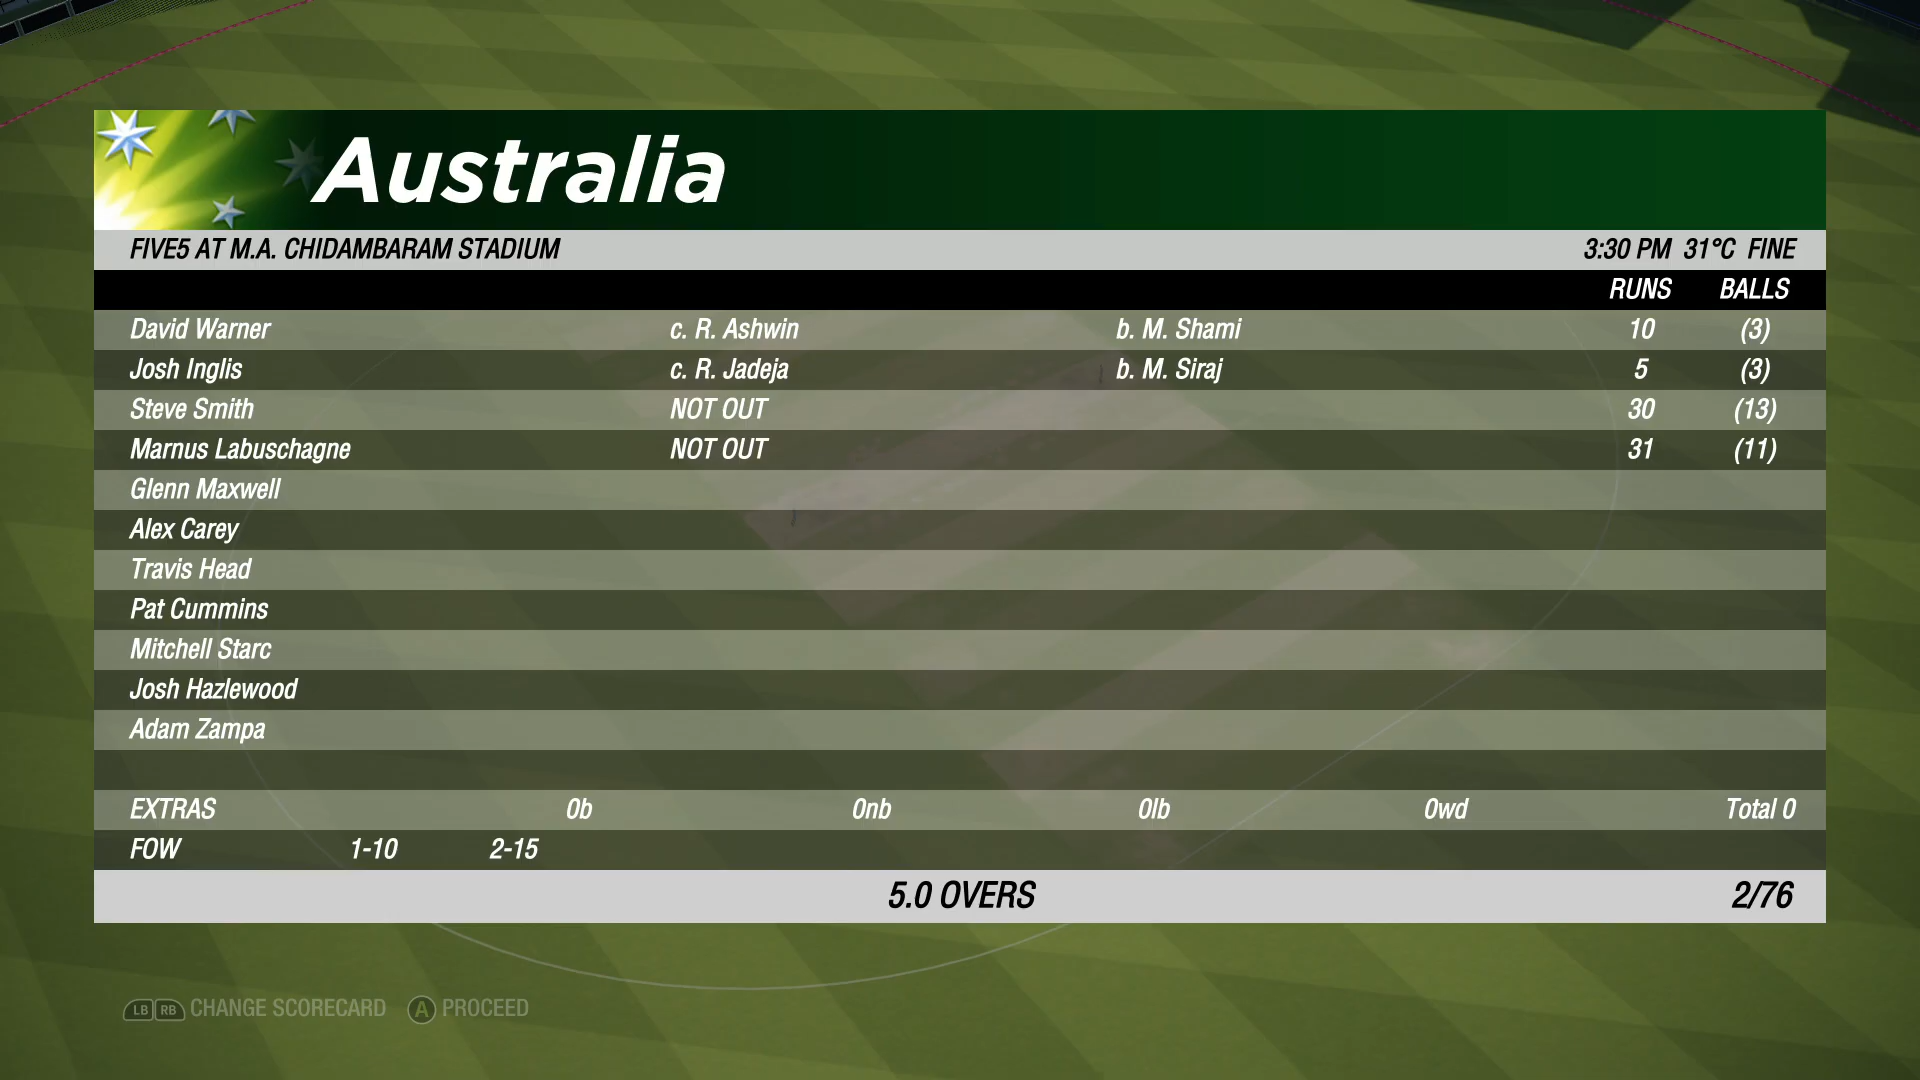 Australia
FIVE5 AT M.A. CHIDAMBARAM STADIUM 3:30 PM 31°C FINE
RUNS BALLS
David Warner c. R. Ashwin b. M. Shami 10 (3)
Josh Inglis c. R. Jadeja b. M. Siraj 5 (3)
Steve Smith NOT OUT 30 (13)
Marnus Labuschagne NOT OUT 31 (11)
Glenn Maxwell
Alex Carey
Travis Head
Pat Cummins
Mitchell Starc
Josh Hazlewood
Adam Zampa
EXTRAS 0b 0nb 0lb 0wd Total 0
FOW 1-10 2-15
5.0 OVERS 2/76
LB RB CHANGE SCORECARD A PROCEED